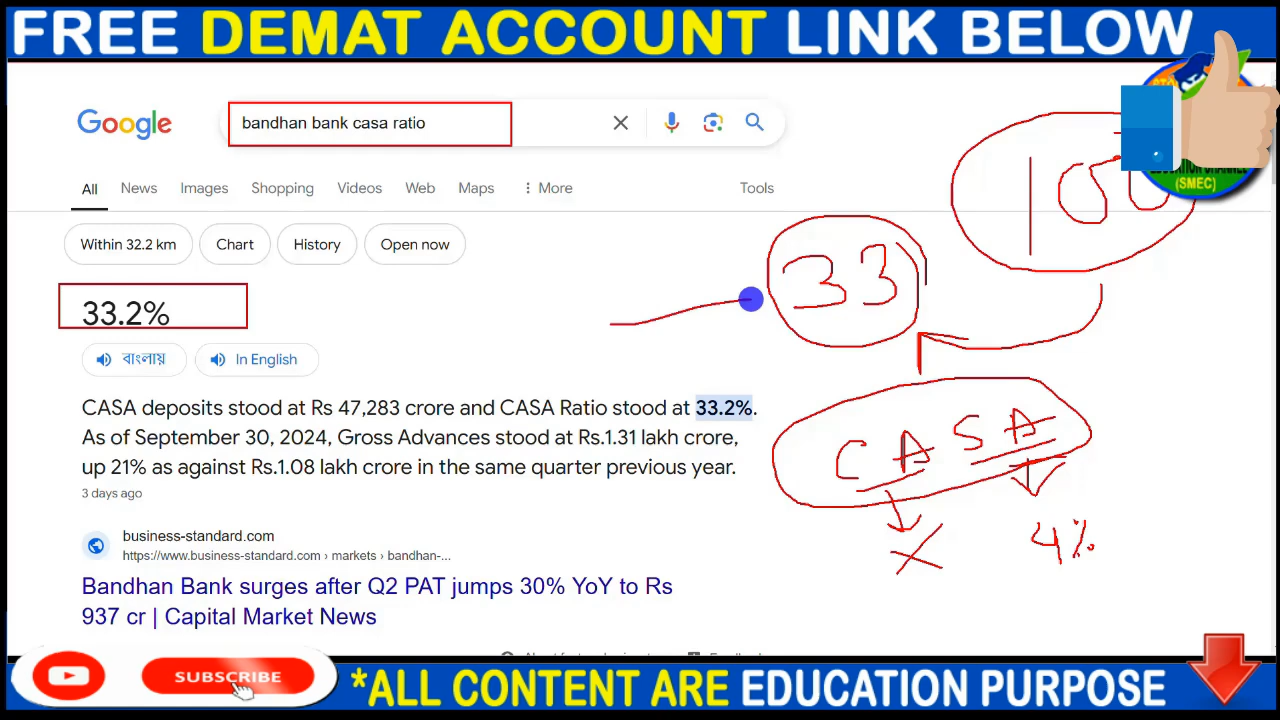 FREE DEMAT ACCOUNT LINK BELOW
Google
bandhan bank casa ratio
All News Images Shopping Videos Web Maps More Tools
Within 32.2 km Chart History Open now
33.2%
বাংলায় In English
CASA deposits stood at Rs 47,283 crore and CASA Ratio stood at 33.2%.
As of September 30, 2024, Gross Advances stood at Rs.1.31 lakh crore,
up 21% as against Rs.1.08 lakh crore in the same quarter previous year.
3 days ago
business-standard.com
https://www.business-standard.com › markets › bandhan-...
Bandhan Bank surges after Q2 PAT jumps 30% YoY to Rs
937 cr | Capital Market News
100
EDUCATION CHANNEL
(SMEC)
33
CASA
X 4%
SUBSCRIBE
*ALL CONTENT ARE EDUCATION PURPOSE